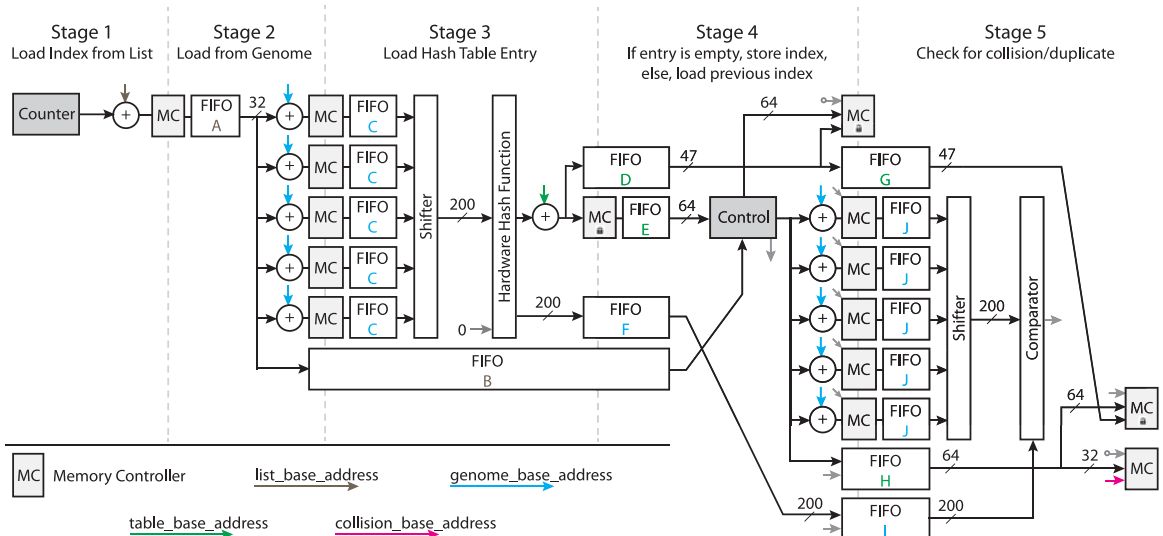 Stage 1
Load Index from List
Stage 2
Load from Genome
Stage 3
Load Hash Table Entry
Stage 4
If entry is empty, store index,
else, load previous index
Stage 5
Check for collision/duplicate
Counter
+
MC
FIFO
A
32
+
MC
FIFO
C
+
MC
FIFO
C
+
MC
FIFO
C
+
MC
FIFO
C
+
MC
FIFO
C
Shifter
200
Hardware Hash Function
0
200
+
FIFO
B
FIFO
D
47
MC
FIFO
E
64
FIFO
F
Control
64
MC
FIFO
G
47
+
MC
FIFO
J
+
MC
FIFO
J
+
MC
FIFO
J
+
MC
FIFO
J
+
MC
FIFO
J
Shifter
200
Comparator
FIFO
H
64
200
FIFO
I
200
64
MC
32
MC
MC
Memory Controller
list_base_address
genome_base_address
table_base_address
collision_base_address